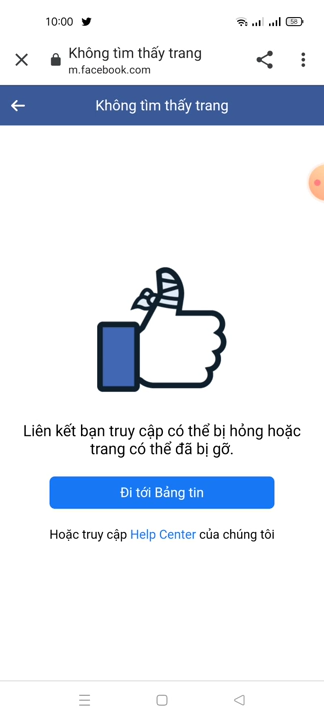 10:00
58
Không tìm thấy trang
m.facebook.com
Không tìm thấy trang
Liên kết bạn truy cập có thể bị hỏng hoặc
trang có thể đã bị gỡ.
Đi tới Bảng tin
Hoặc truy cập Help Center của chúng tôi